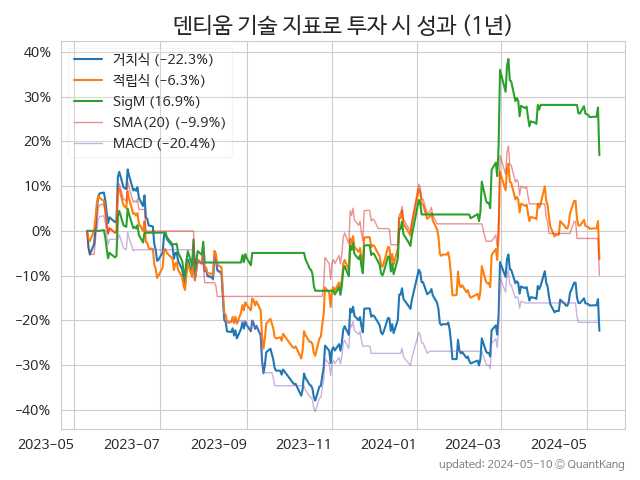 덴티움 기술 지표로 투자 시 성과 (1년)
40%
30%
20%
10%
0%
−10%
−20%
−30%
−40%
거치식 (−22.3%)
적립식 (−6.3%)
SigM (16.9%)
SMA(20) (−9.9%)
MACD (−20.4%)
2023-05 2023-07 2023-09 2023-11 2024-01 2024-03 2024-05
updated: 2024-05-10 ⓒ QuantKang